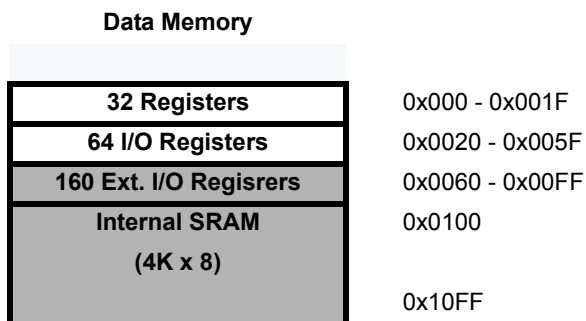 Data Memory
32 Registers 0x000 - 0x001F
64 I/O Registers 0x0020 - 0x005F
160 Ext. I/O Regisrers 0x0060 - 0x00FF
Internal SRAM 0x0100
(4K x 8)
0x10FF